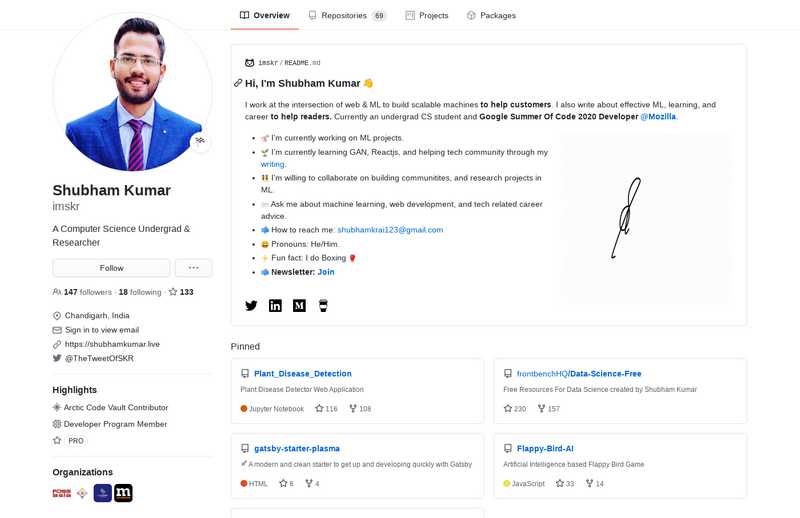 Overview
Repositories 69
Projects
Packages
Shubham Kumar
imskr
A Computer Science Undergrad &
Researcher
Follow
147 followers · 18 following · 133
Chandigarh, India
Sign in to view email
https://shubhamkumar.live
@TheTweetOfSKR
Highlights
Arctic Code Vault Contributor
Developer Program Member
PRO
Organizations
imskr / README.md
Hi, I'm Shubham Kumar 👋
I work at the intersection of web & ML to build scalable machines to help customers. I also write about effective ML, learning, and
career to help readers. Currently an undergrad CS student and Google Summer Of Code 2020 Developer @Mozilla.
I'm currently working on ML projects.
I'm currently learning GAN, Reactjs, and helping tech community through my
writing.
I'm willing to collaborate on building communitites, and research projects in
ML.
Ask me about machine learning, web development, and tech related career
advice.
How to reach me: shubhamkrai123@gmail.com
Pronouns: He/Him.
Fun fact: I do Boxing 🥊
Newsletter: Join
Pinned
Plant_Disease_Detection
Plant Disease Detector Web Application
Jupyter Notebook 116 108
frontbenchHQ/Data-Science-Free
Free Resources For Data Science created by Shubham Kumar
230 157
gatsby-starter-plasma
A modern and clean starter to get up and developing quickly with Gatsby
HTML 6 4
Flappy-Bird-AI
Artificial Intelligence based Flappy Bird Game
JavaScript 33 14